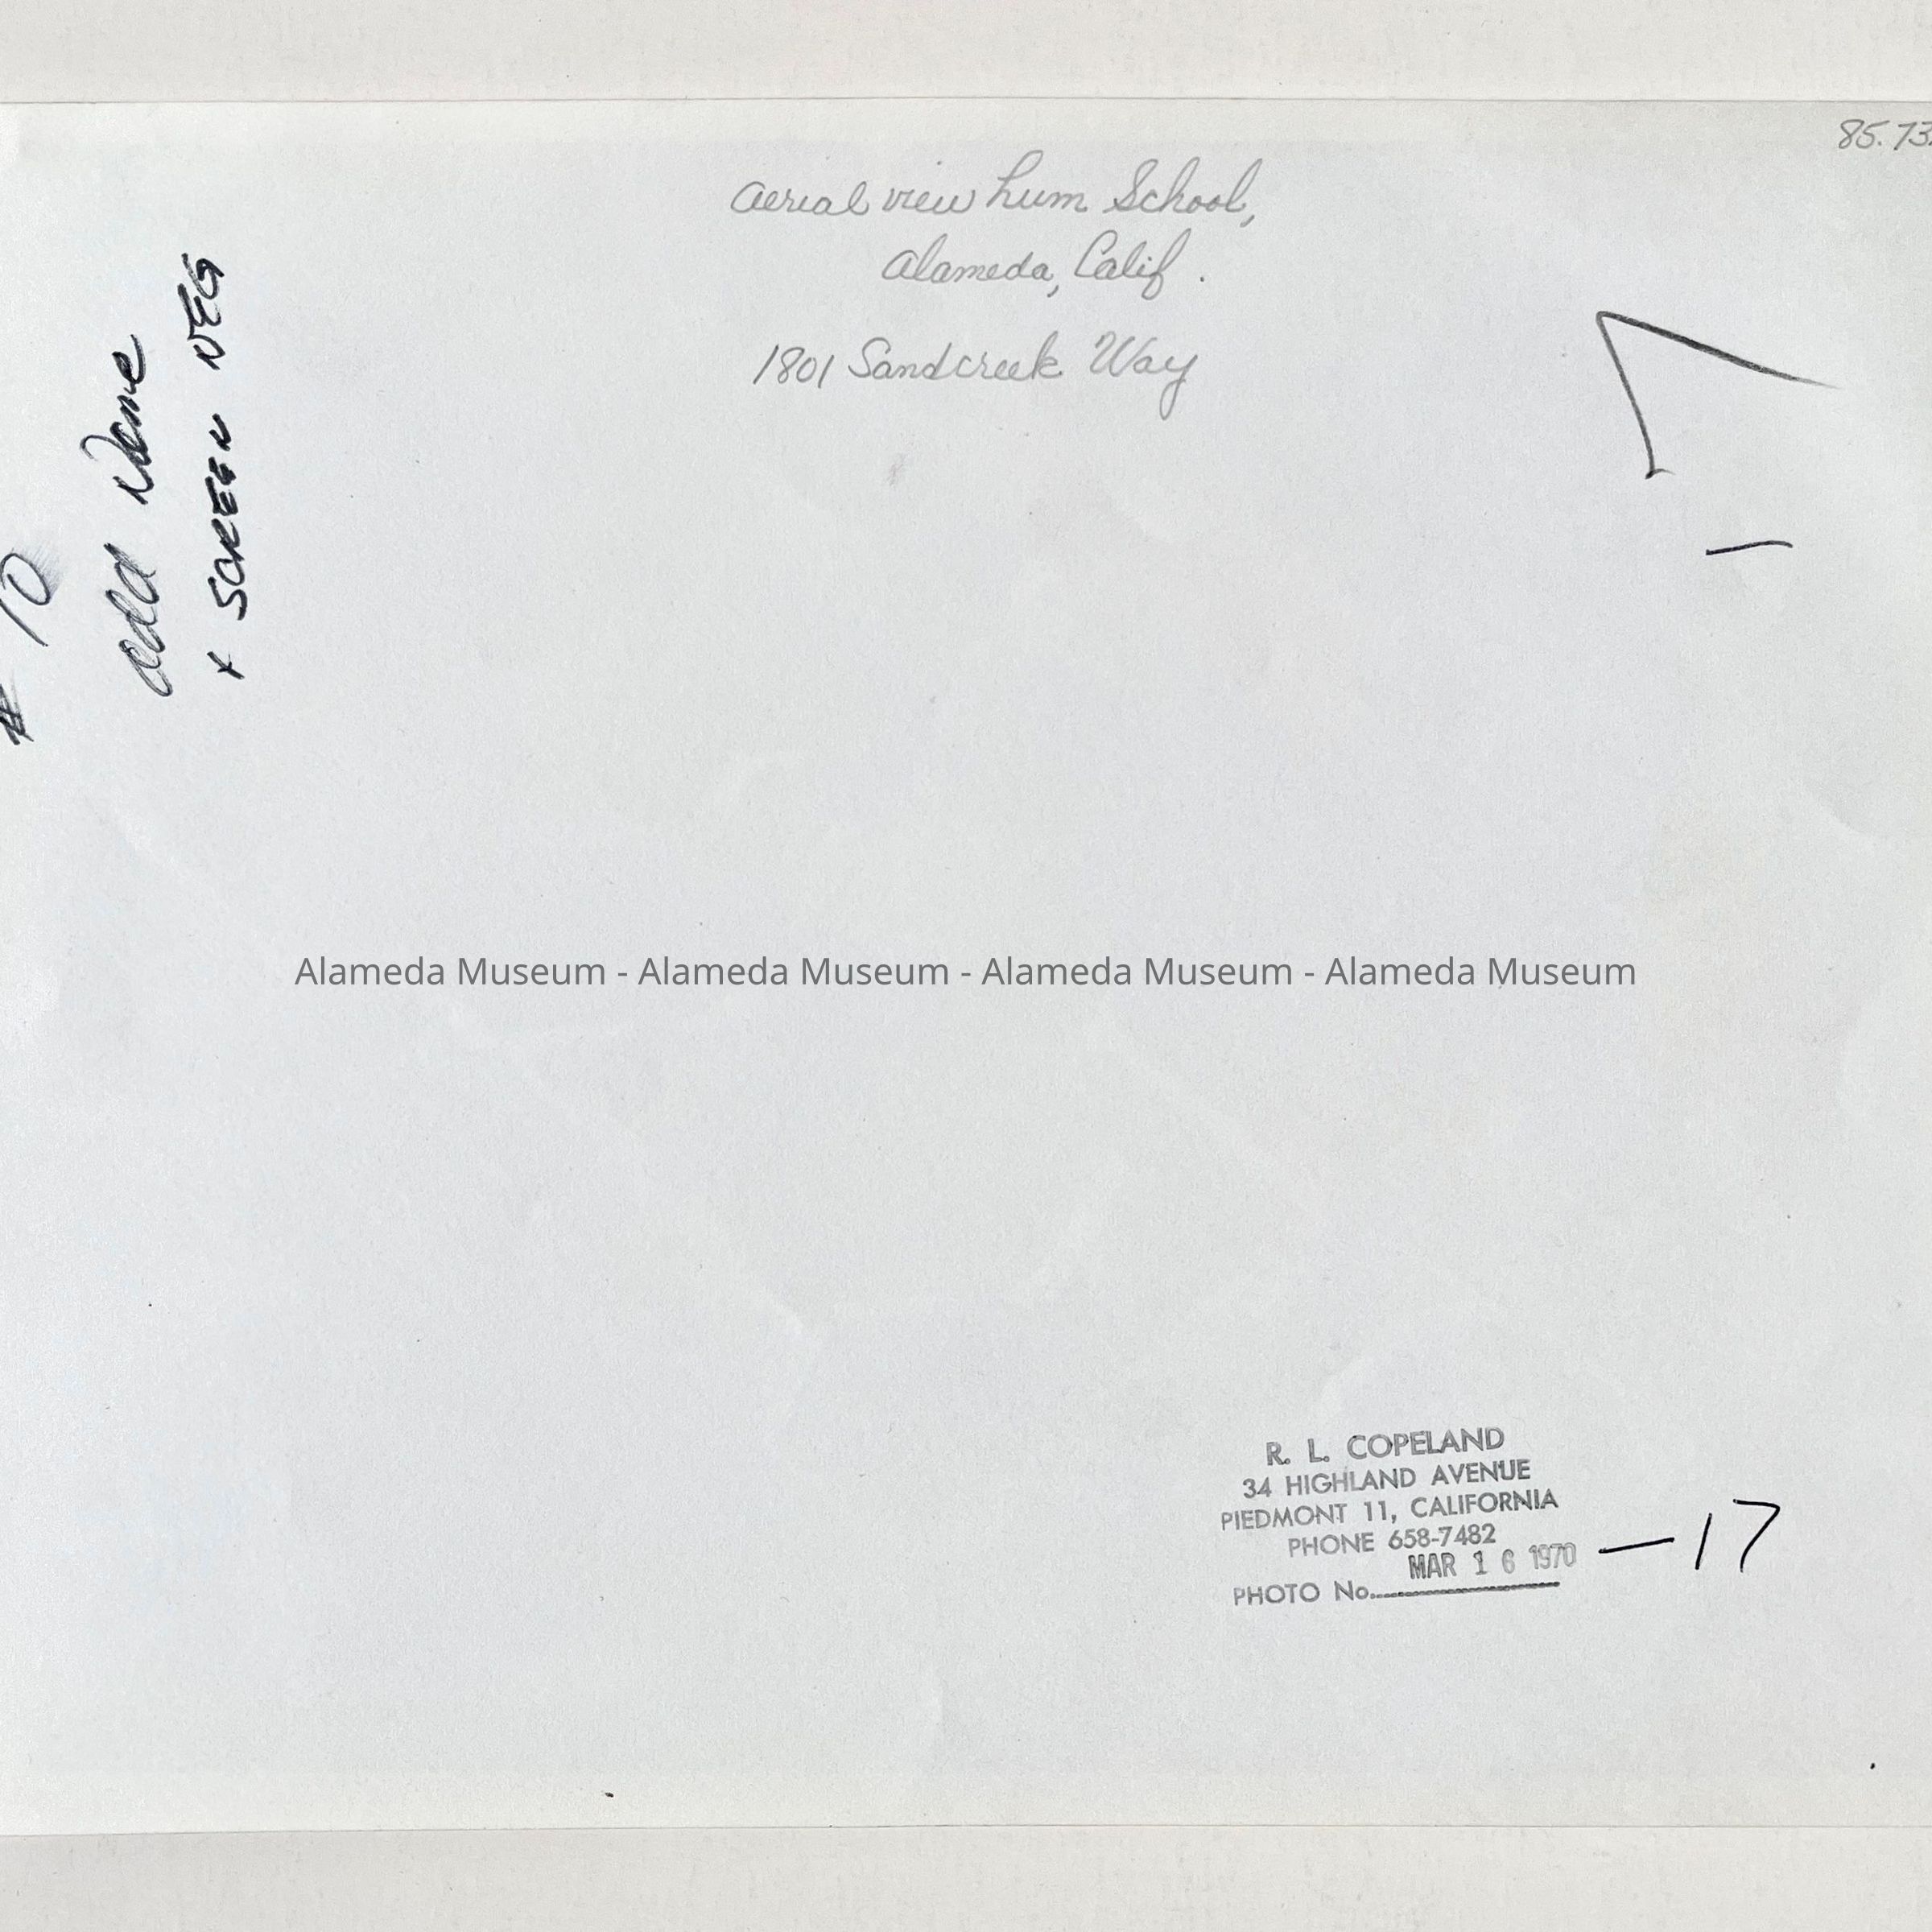 85.73
Aerial view Lum School,
Alameda, Calif.
1801 Sandcreek Way
# 10
add Name
+ SCREEN NEG
Alameda Museum - Alameda Museum - Alameda Museum - Alameda Museum
R. L. COPELAND
34 HIGHLAND AVENUE
PIEDMONT 11, CALIFORNIA
PHONE 658-7482
MAR 16 1970 —17
PHOTO No.